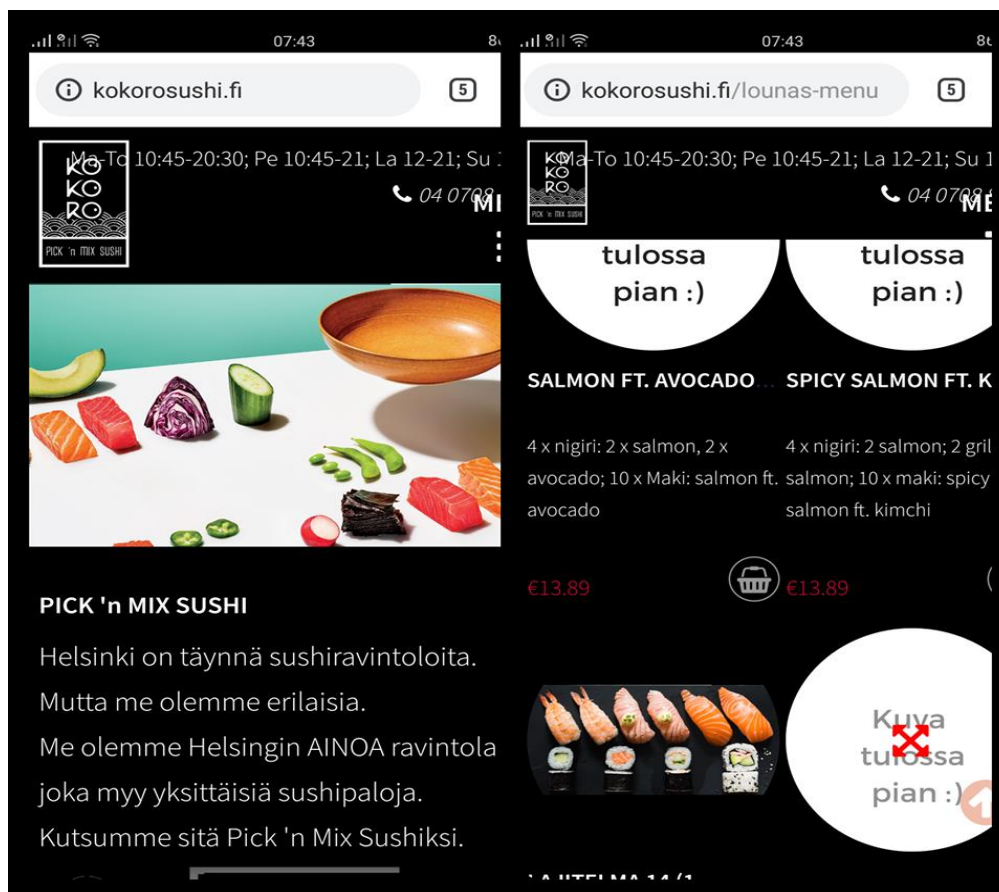 07:43
kokorosushi.fi
5
Ma-To 10:45-20:30; Pe 10:45-21; La 12-21; Su
KO
KO
RO
PICK 'n MIX SUSHI
04 0708
PICK 'n MIX SUSHI
Helsinki on täynnä sushiravintoloita.
Mutta me olemme erilaisia.
Me olemme Helsingin AINOA ravintola
joka myy yksittäisiä sushipaloja.
Kutsumme sitä Pick 'n Mix Sushiksi.
07:43
kokorosushi.fi/lounas-menu
5
Ma-To 10:45-20:30; Pe 10:45-21; La 12-21; Su 1
KO
KO
RO
PICK 'n MIX SUSHI
04 0708
tulossa
pian :)
tulossa
pian :)
SALMON FT. AVOCADO...
4 x nigiri: 2 x salmon, 2 x
avocado; 10 x Maki: salmon ft.
avocado
€13.89
SPICY SALMON FT. K
4 x nigiri: 2 salmon; 2 gril
salmon; 10 x maki: spicy
salmon ft. kimchi
€13.89
Kuva
tulossa
pian :)